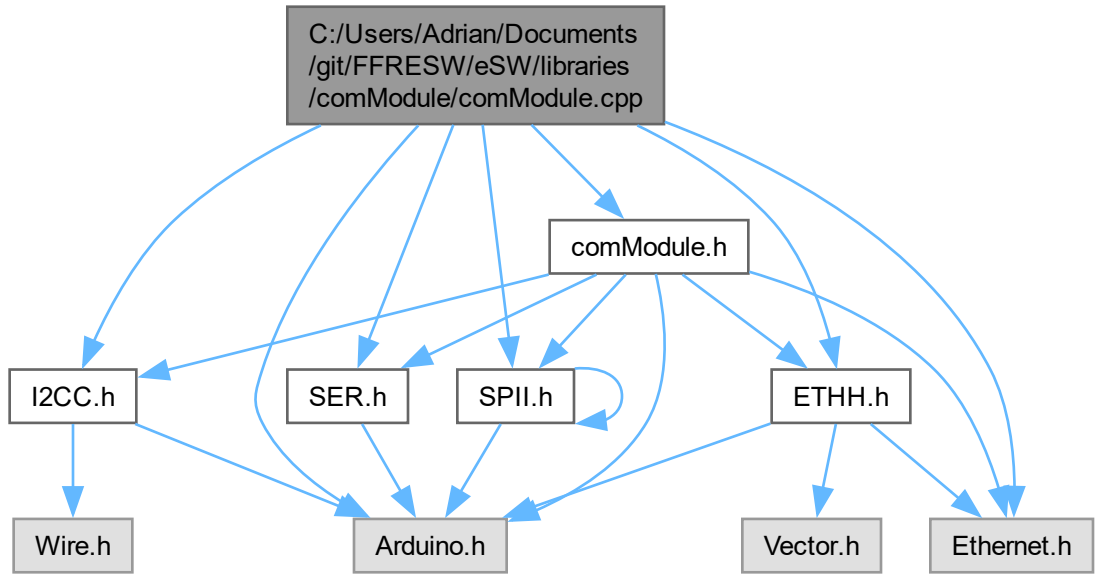 C:/Users/Adrian/Documents
/git/FFRESW/eSW/libraries
/comModule/comModule.cpp
comModule.h
I2CC.h
SER.h
SPII.h
ETHH.h
Wire.h
Arduino.h
Vector.h
Ethernet.h